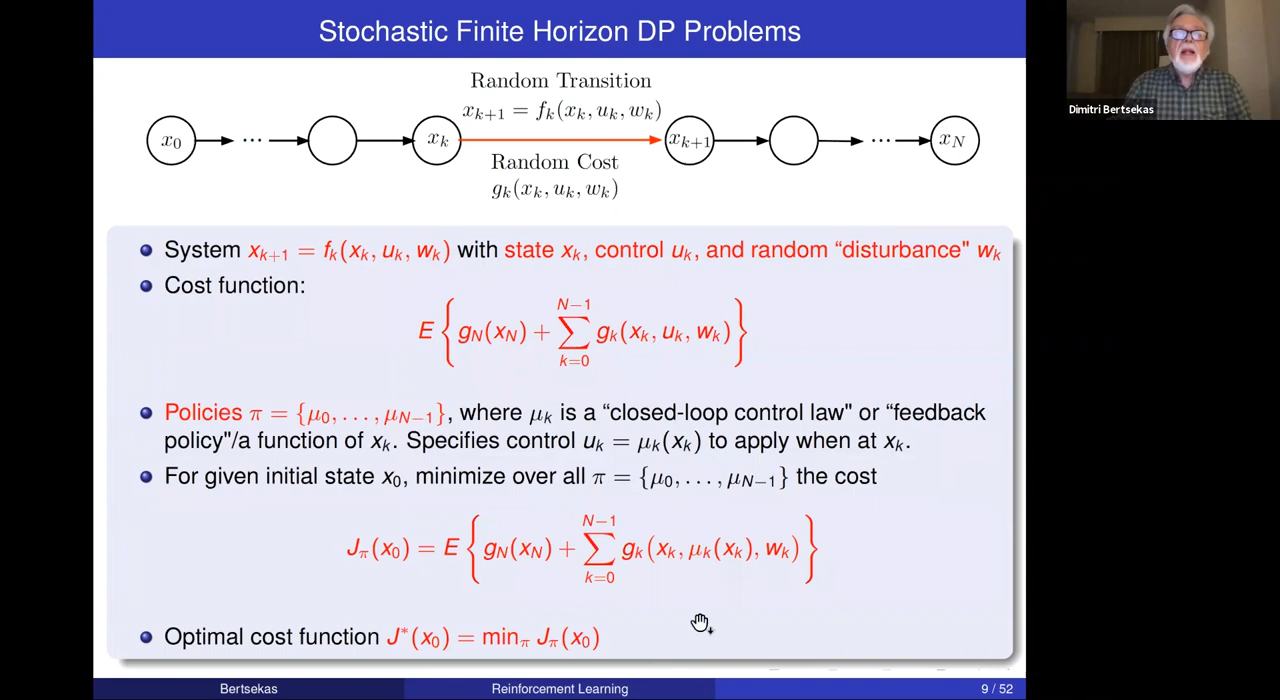 Stochastic Finite Horizon DP Problems
Random Transition
x_{k+1} = f_k(x_k, u_k, w_k)
x_0 ... x_k x_{k+1} ... x_N
Random Cost
g_k(x_k, u_k, w_k)
System x_{k+1} = f_k(x_k, u_k, w_k) with state x_k, control u_k, and random “disturbance" w_k
Cost function:
E { g_N(x_N) + \sum_{k=0}^{N-1} g_k(x_k, u_k, w_k) }
Policies π = {μ_0, . . . , μ_{N-1}}, where μ_k is a “closed-loop control law" or “feedback
policy"/a function of x_k. Specifies control u_k = μ_k(x_k) to apply when at x_k.
For given initial state x_0, minimize over all π = {μ_0, . . . , μ_{N-1}} the cost
J_π(x_0) = E { g_N(x_N) + \sum_{k=0}^{N-1} g_k(x_k, μ_k(x_k), w_k) }
Optimal cost function J^*(x_0) = min_π J_π(x_0)
Bertsekas Reinforcement Learning 9 / 52
Dimitri Bertsekas